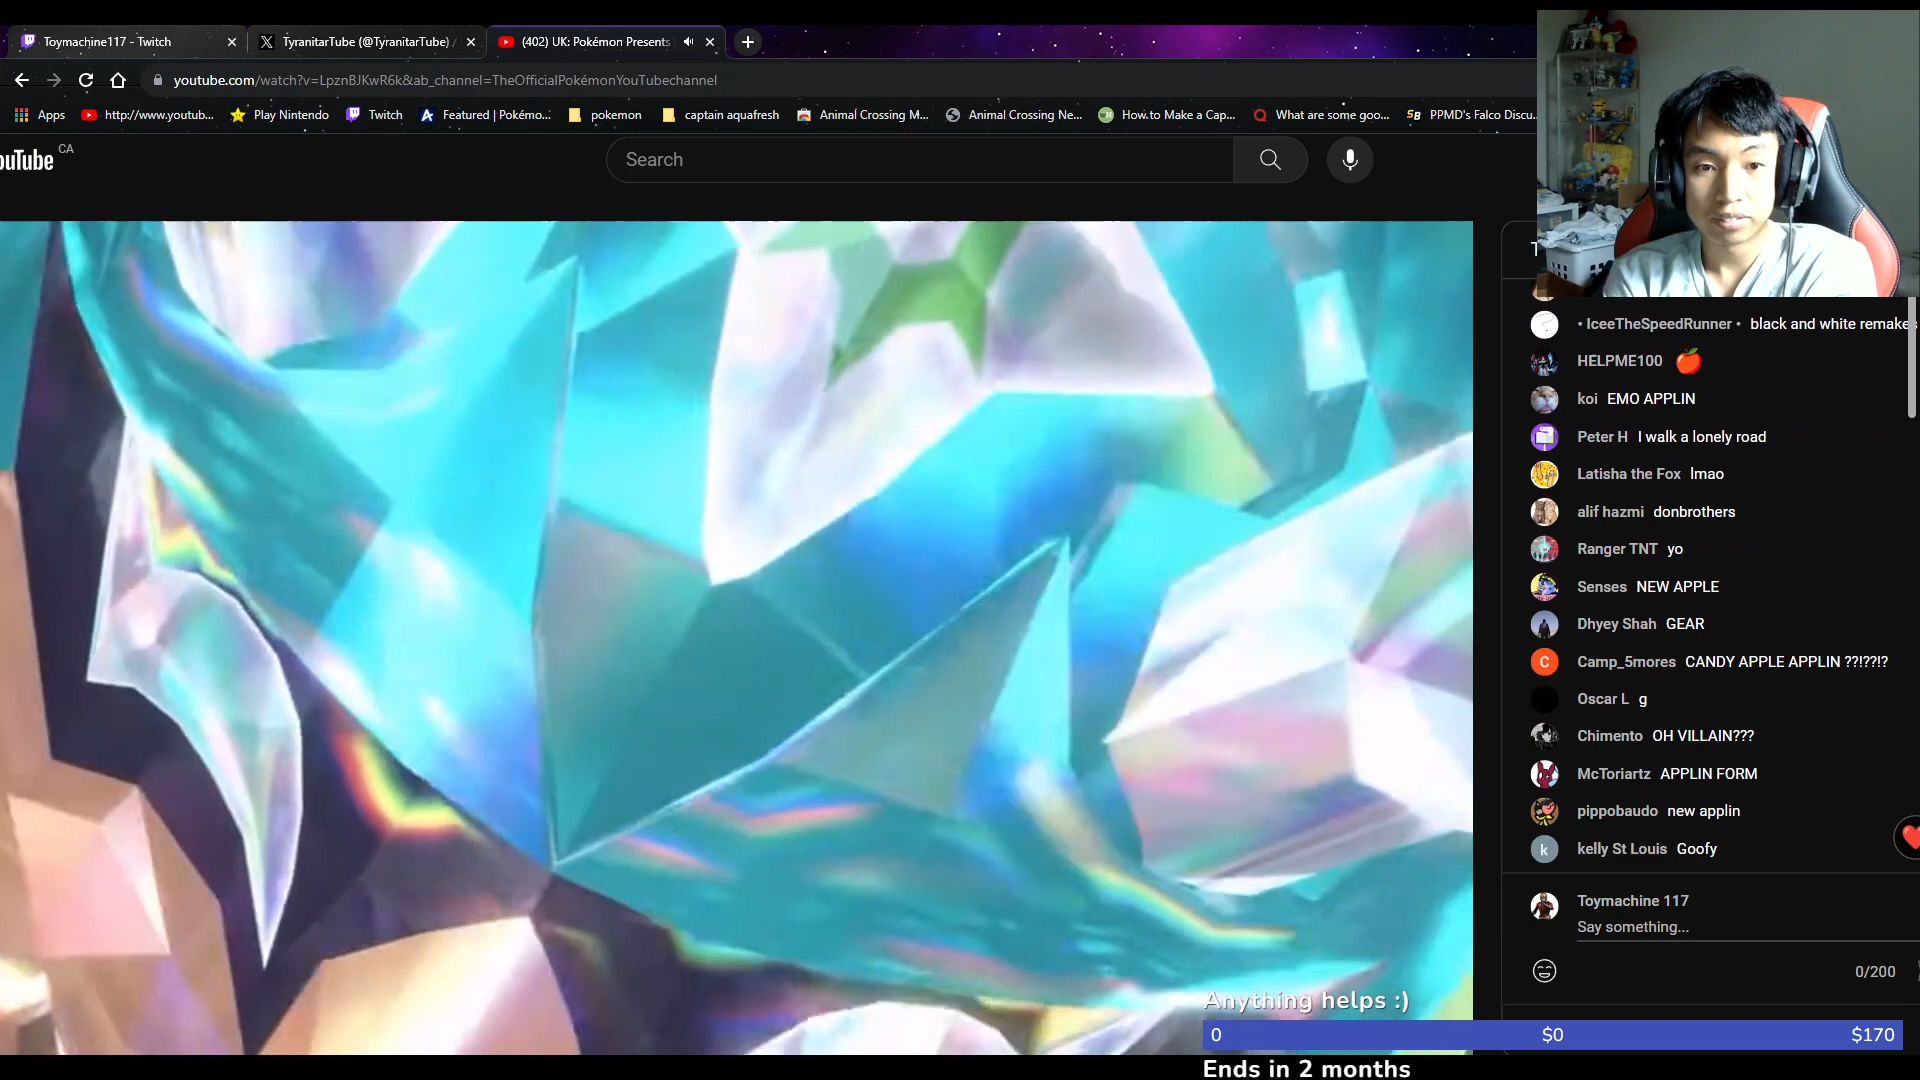 Toymachine117 - Twitch
TyranitarTube (@TyranitarTube) /
(402) UK: Pokémon Presents
youtube.com/watch?v=LpznBJKwR6k&ab_channel=TheOfficialPokémonYouTubechannel
Apps
http://www.youtub...
Play Nintendo
Twitch
Featured | Pokémo...
pokemon
captain aquafresh
Animal Crossing M...
Animal Crossing Ne...
How to Make a Cap...
What are some goo...
PPMD's Falco Discu...
ouTube CA
Search
• IceeTheSpeedRunner • black and white remake
HELPME100 🍎
koi EMO APPLIN
Peter H I walk a lonely road
Latisha the Fox lmao
alif hazmi donbrothers
Ranger TNT yo
Senses NEW APPLE
Dhyey Shah GEAR
C Camp_5mores CANDY APPLE APPLIN ??!??!?
Oscar L g
Chimento OH VILLAIN???
McToriartz APPLIN FORM
pippobaudo new applin
k kelly St Louis Goofy
Toymachine 117
Say something...
0/200
Anything helps :)
0 $0 $170
Ends in 2 months